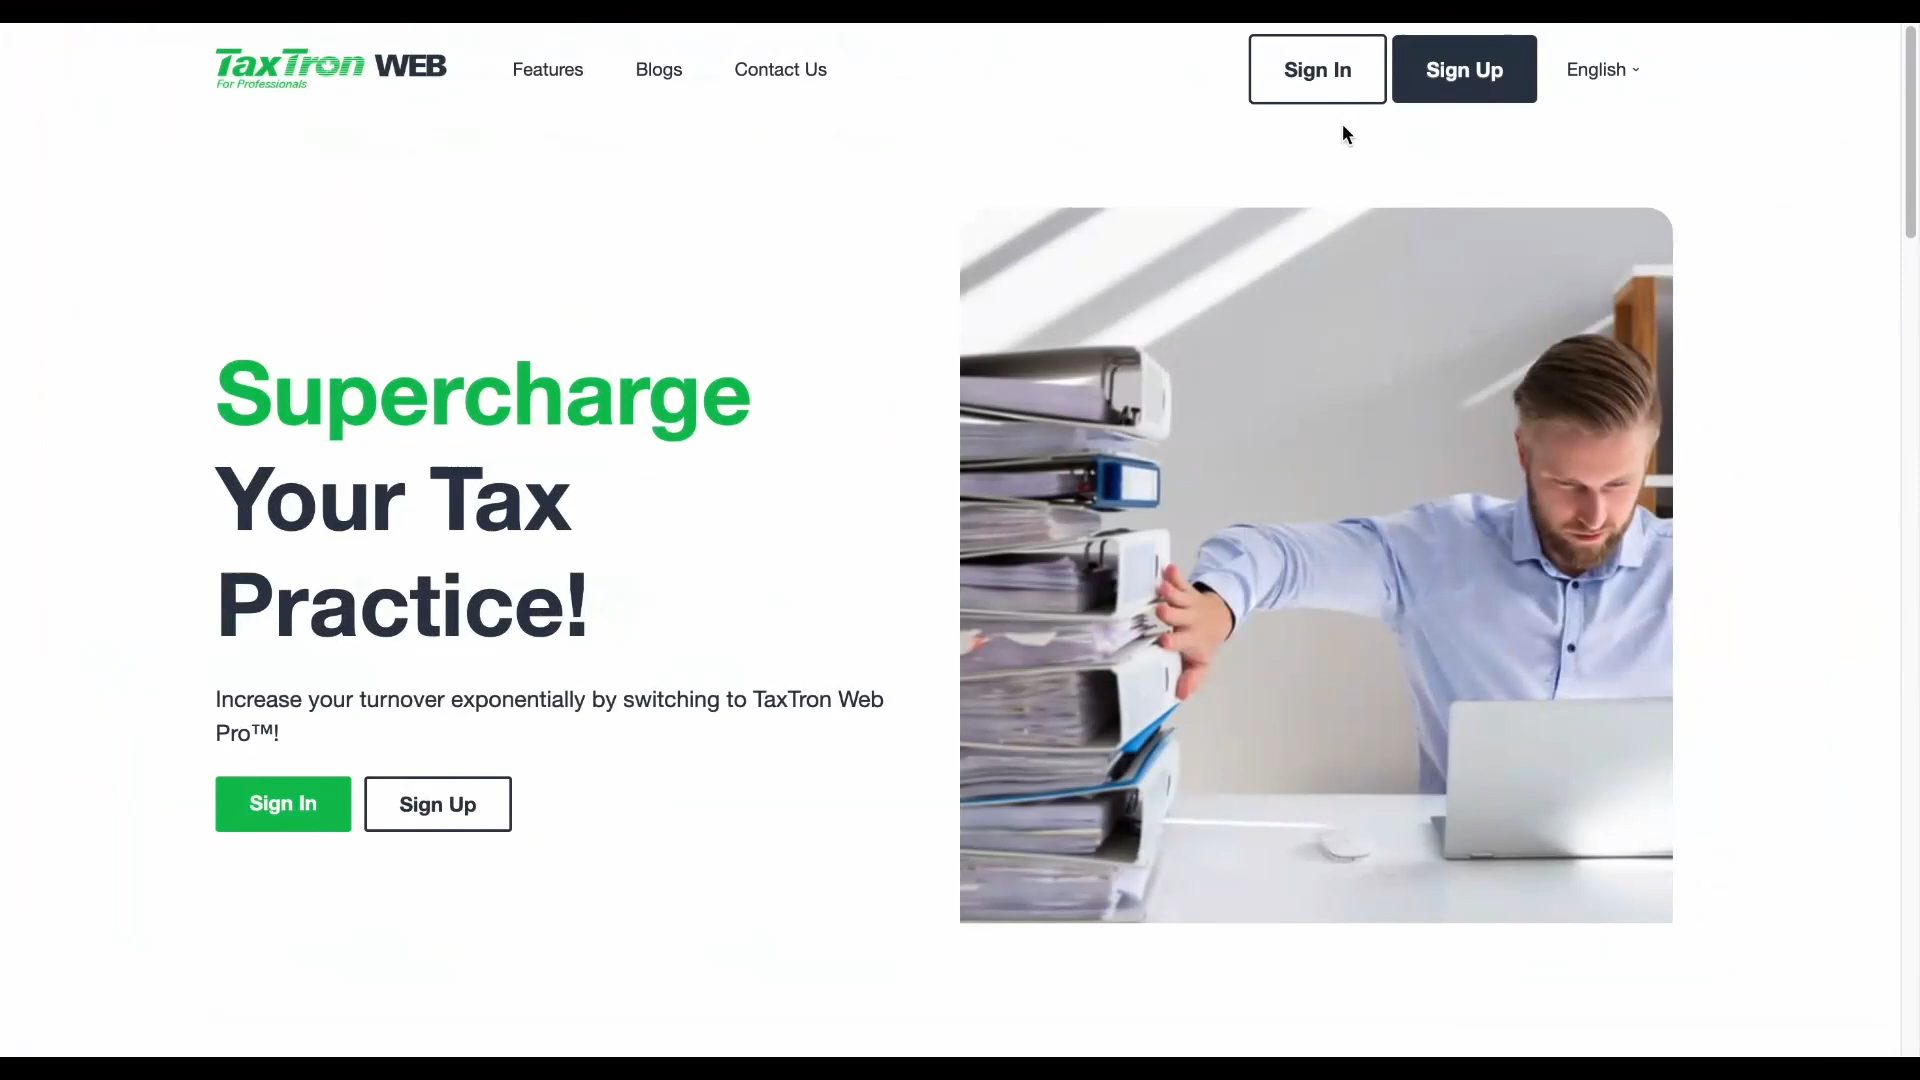 TaxTron WEB
For Professionals
Features
Blogs
Contact Us
Sign In
Sign Up
English
Supercharge
Your Tax
Practice!
Increase your turnover exponentially by switching to TaxTron Web
Pro™!
Sign In
Sign Up